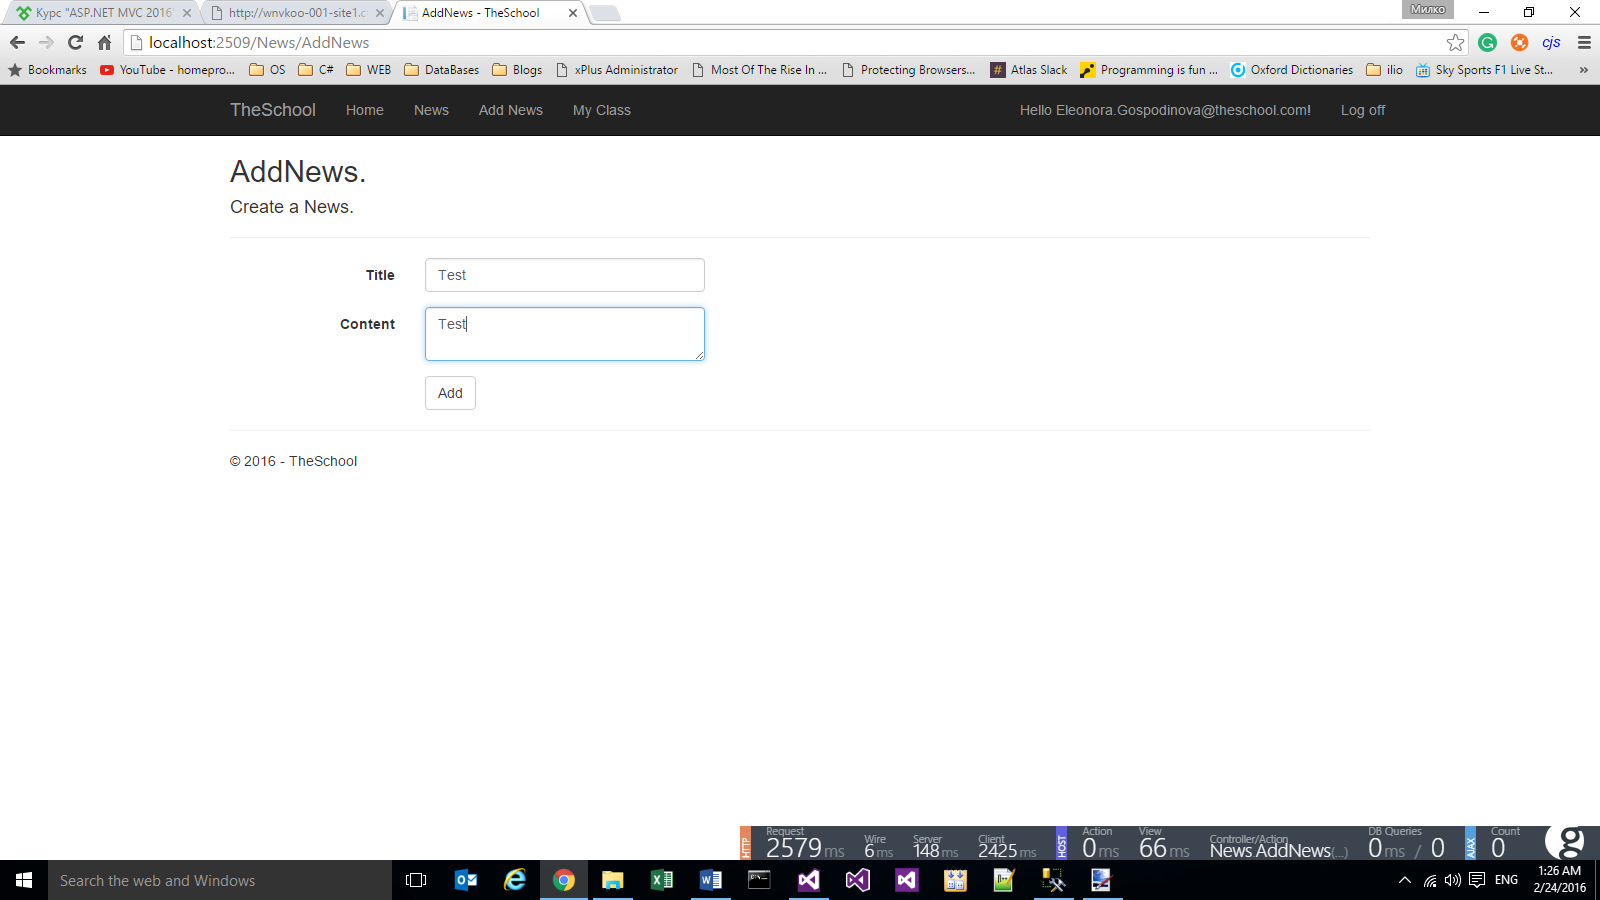 Курс "ASP.NET MVC 2016"
http://wnvkoo-001-site1.c
AddNews - TheSchool
Милко
localhost:2509/News/AddNews
cjs
Bookmarks
YouTube - homepro...
OS
C#
WEB
DataBases
Blogs
xPlus Administrator
Most Of The Rise In ...
Protecting Browsers...
Atlas Slack
Programming is fun ...
Oxford Dictionaries
ilio
Sky Sports F1 Live St...
»
TheSchool
Home
News
Add News
My Class
Hello Eleonora.Gospodinova@theschool.com!
Log off
AddNews.
Create a News.
Title
Test
Content
Test
Add
© 2016 - TheSchool
HTTP
Request
2579 ms
Wire
6 ms
Server
148 ms
Client
2425 ms
HOST
Action
0 ms
View
66 ms
Controller/Action
News.AddNews(...)
DB Queries
0 ms / 0
AJAX
Count
0
g
Search the web and Windows
ENG
1:26 AM
2/24/2016